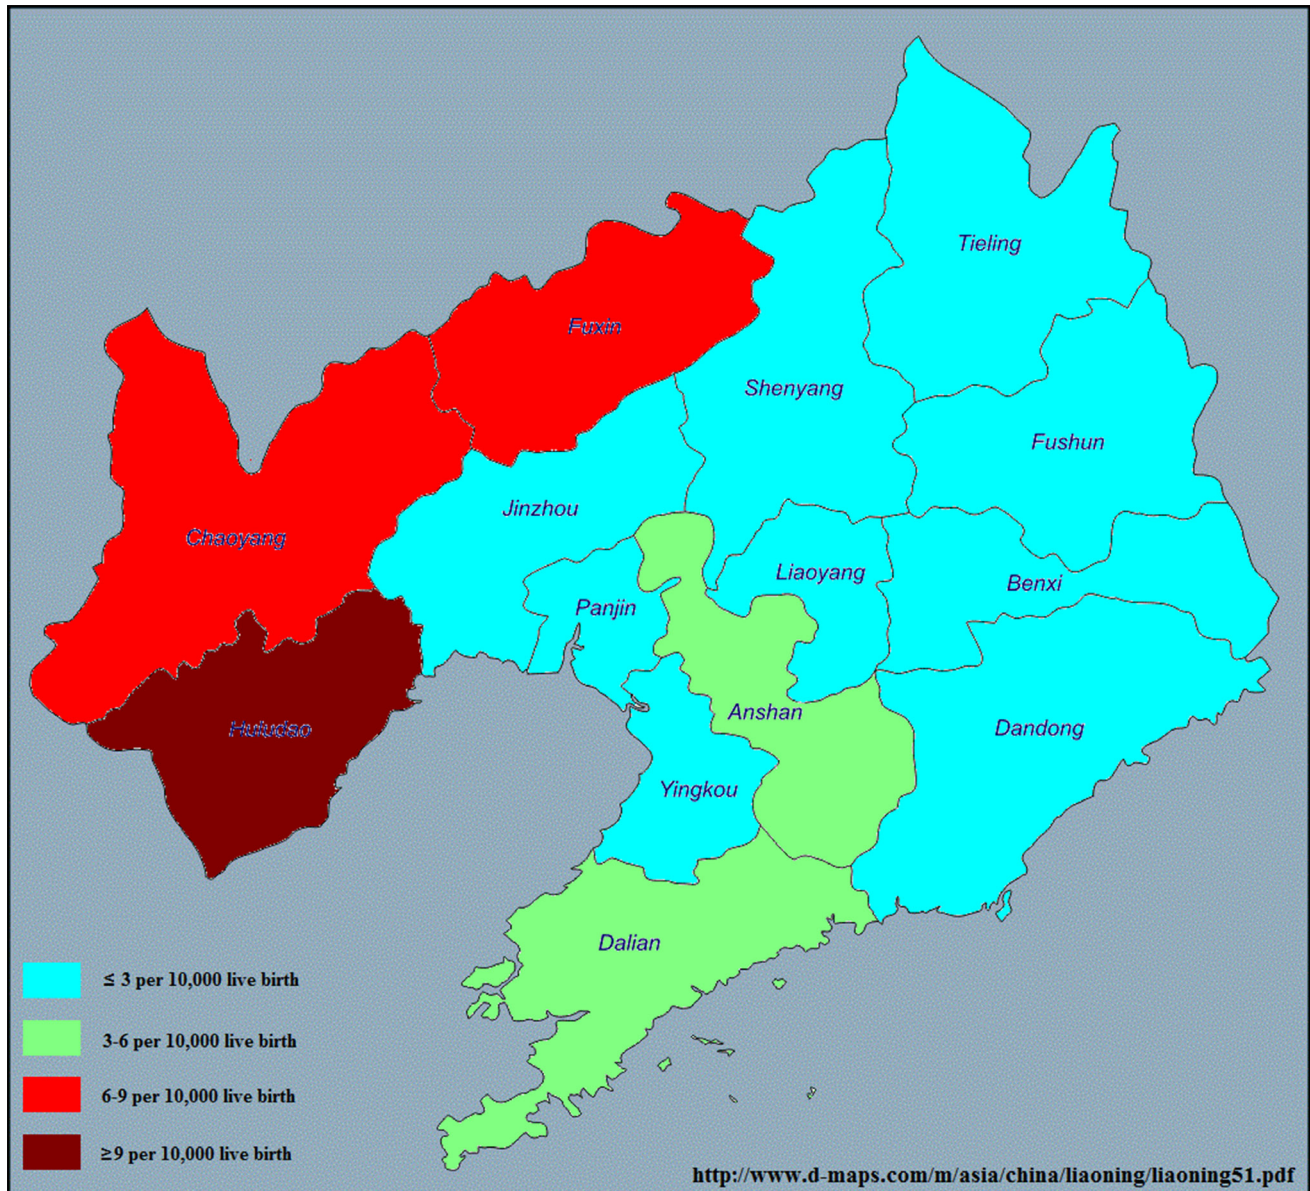 Tieling
Fuxin
Shenyang
Fushun
Jinzhou
Chaoyang
Liaoyang
Benxi
Panjin
Anshan
Huludao
Dandong
Yingkou
Dalian
≤ 3 per 10,000 live birth
3-6 per 10,000 live birth
6-9 per 10,000 live birth
≥9 per 10,000 live birth
http://www.d-maps.com/m/asia/china/liaoning/liaoning51.pdf